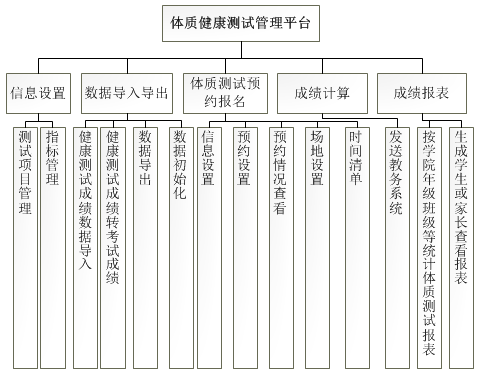 体质健康测试管理平台
信息设置
数据导入导出
体质测试预
约报名
成绩计算
成绩报表
测试项目管理
指标管理
健康测试成绩数据导入
健康测试成绩转考试成绩
数据导出
数据初始化
信息设置
预约设置
预约情况查看
场地设置
时间清单
发送教务系统
按学院年级班级等统计体质测试报表
生成学生或家长查看报表